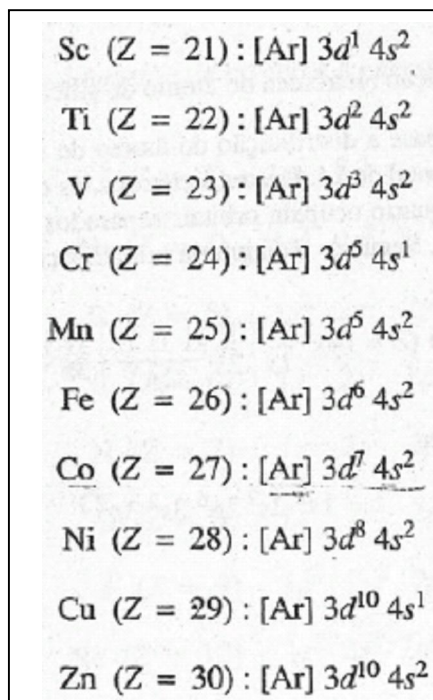 Sc (Z = 21) : [Ar] 3d¹ 4s²
Ti (Z = 22) : [Ar] 3d² 4s²
V (Z = 23) : [Ar] 3d³ 4s²
Cr (Z = 24) : [Ar] 3d⁵ 4s¹
Mn (Z = 25) : [Ar] 3d⁵ 4s²
Fe (Z = 26) : [Ar] 3d⁶ 4s²
Co (Z = 27) : [Ar] 3d⁷ 4s²
Ni (Z = 28) : [Ar] 3d⁸ 4s²
Cu (Z = 29) : [Ar] 3d¹⁰ 4s¹
Zn (Z = 30) : [Ar] 3d¹⁰ 4s²